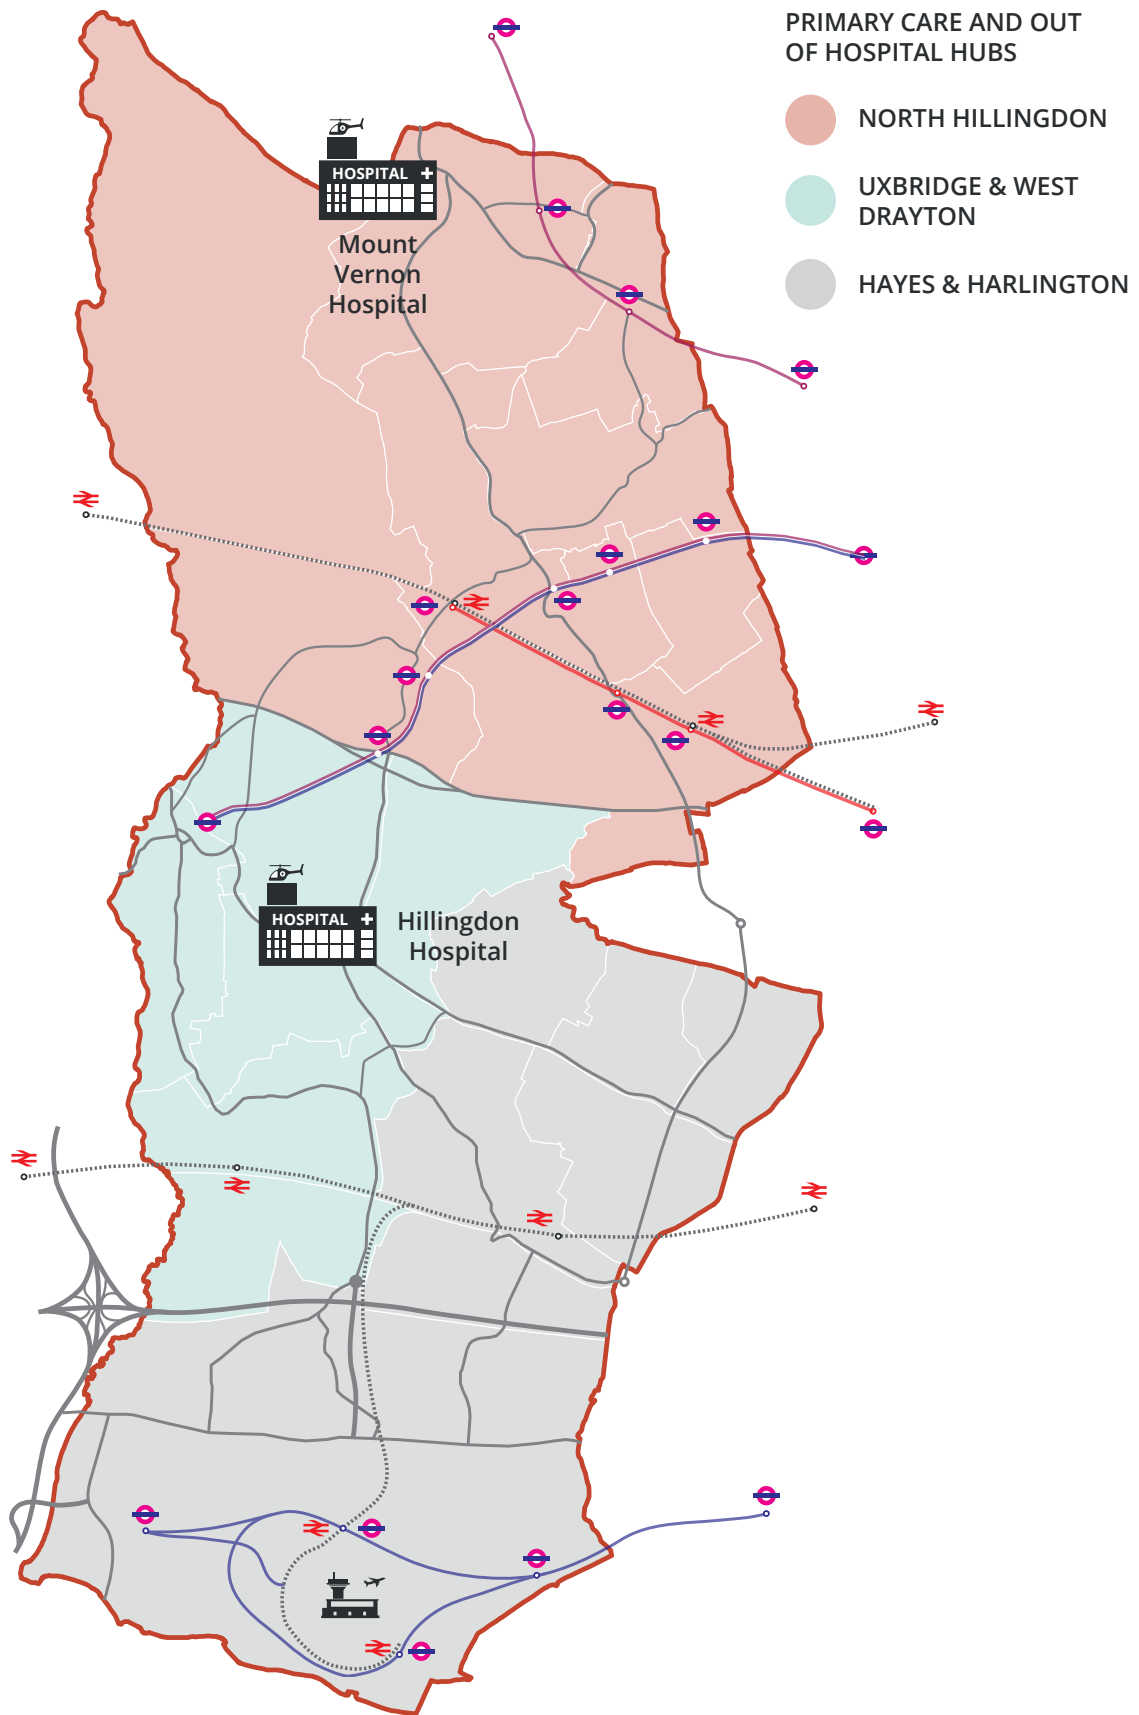 PRIMARY CARE AND OUT
OF HOSPITAL HUBS
NORTH HILLINGDON
UXBRIDGE & WEST
DRAYTON
HAYES & HARLINGTON
HOSPITAL
Mount
Vernon
Hospital
HOSPITAL
Hillingdon
Hospital